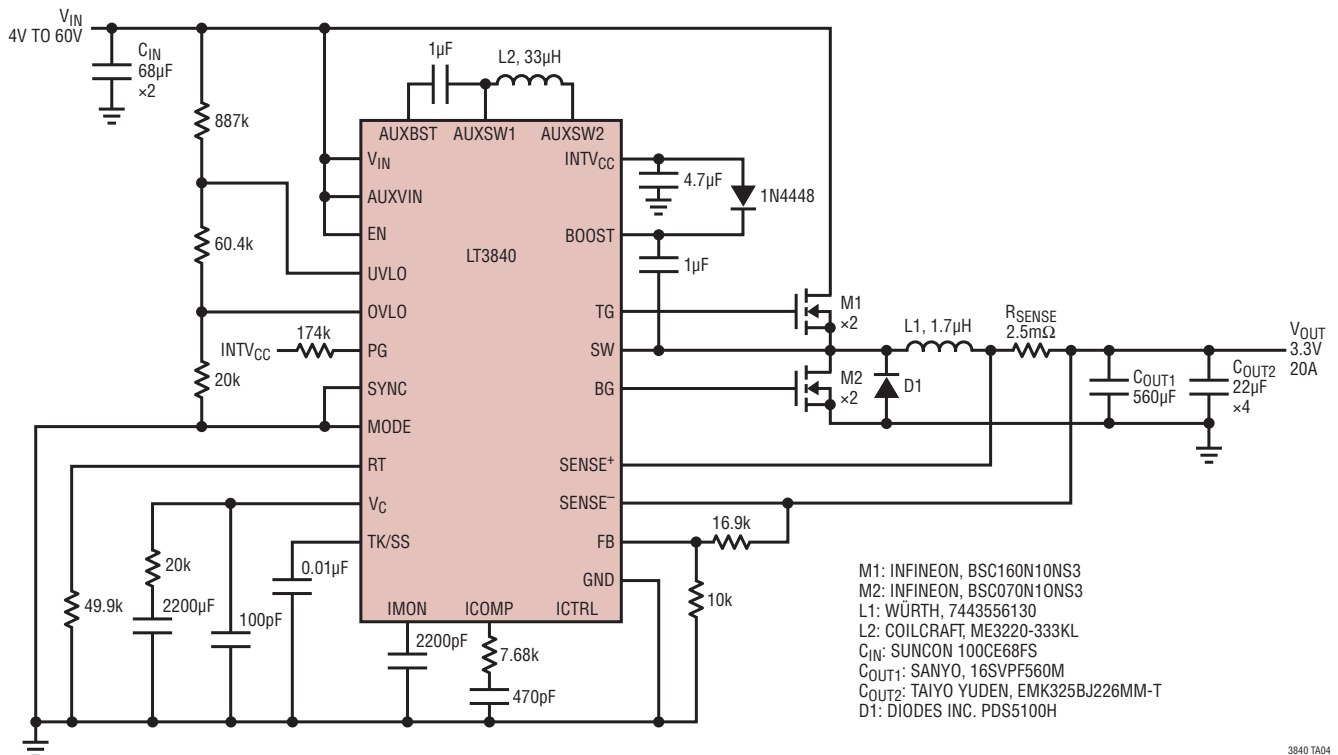 VIN
4V TO 60V
CIN
68µF
×2
1µF
L2, 33µH
887k
AUXBST
AUXSW1
AUXSW2
VIN
INTVCC
4.7µF
1N4448
AUXVIN
60.4k
EN
BOOST
LT3840
1µF
UVLO
OVLO
TG
M1
×2
L1, 1.7µH
RSENSE
2.5mΩ
VOUT
3.3V
20A
174k
INTVCC
PG
SW
20k
SYNC
BG
M2
×2
D1
COUT1
560µF
COUT2
22µF
×4
MODE
RT
SENSE+
VC
SENSE–
16.9k
TK/SS
FB
20k
0.01µF
GND
49.9k
2200µF
100pF
IMON
ICOMP
ICTRL
10k
2200pF
7.68k
470pF
M1: INFINEON, BSC160N10NS3
M2: INFINEON, BSC070N10NS3
L1: WÜRTH, 7443556130
L2: COILCRAFT, ME3220-333KL
CIN: SUNCON 100CE68FS
COUT1: SANYO, 16SVPF560M
COUT2: TAIYO YUDEN, EMK325BJ226MM-T
D1: DIODES INC. PDS5100H
3840 TA04